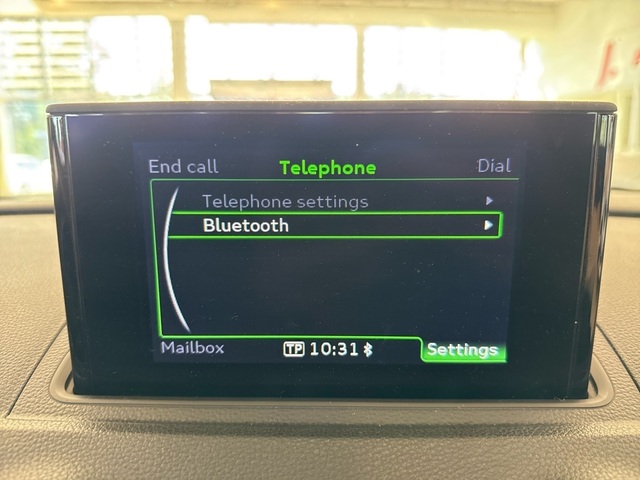 End call Telephone Dial
Telephone settings
Bluetooth
Mailbox TP 10:31 Settings